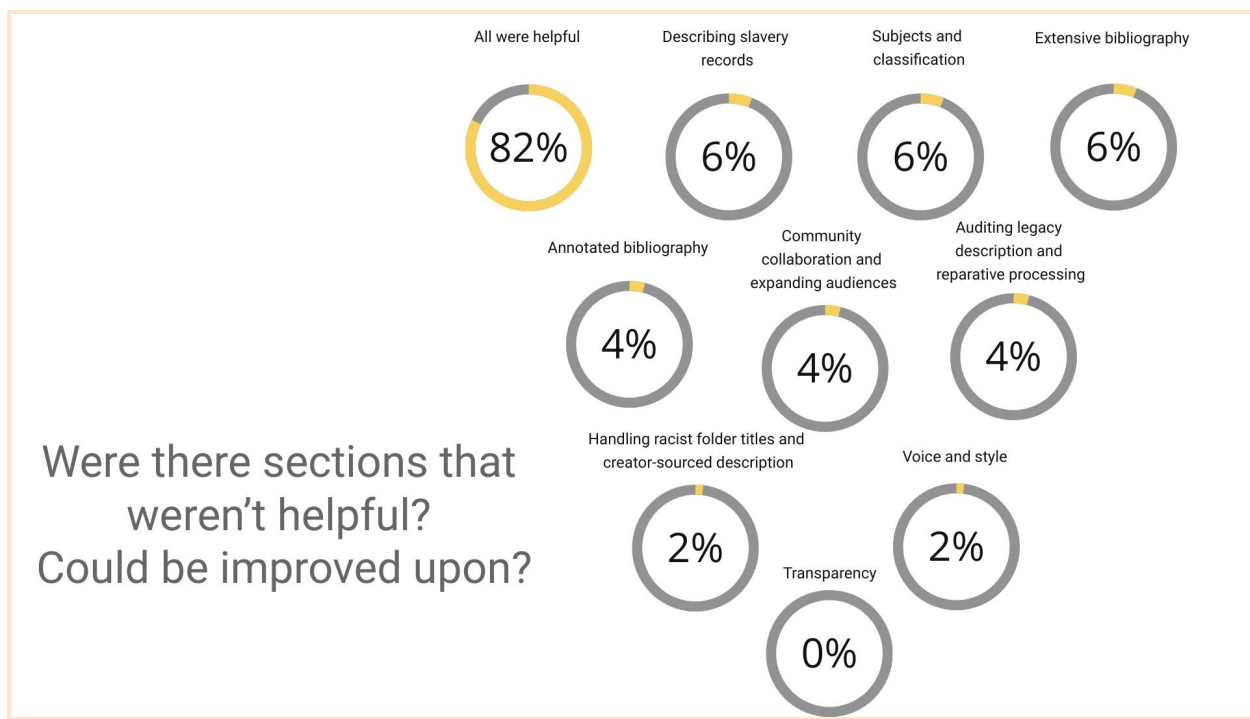 All were helpful
82%
Describing slavery
records
6%
Subjects and
classification
6%
Extensive bibliography
6%
Annotated bibliography
4%
Community
collaboration and
expanding audiences
4%
Auditing legacy
description and
reparative processing
4%
Were there sections that
weren’t helpful?
Could be improved upon?
Handling racist folder titles and
creator-sourced description
2%
Voice and style
2%
Transparency
0%